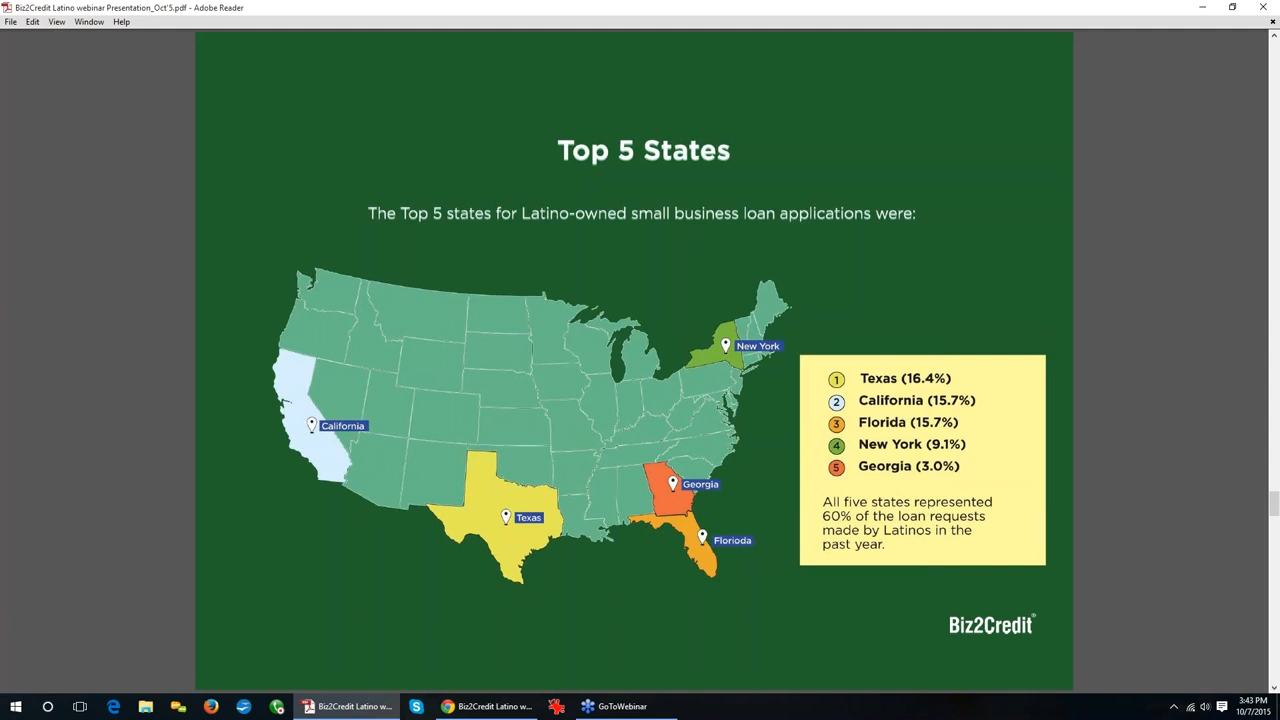 Biz2Credit Latino webinar Presentation_Oct'5.pdf - Adobe Reader
File Edit View Window Help
Top 5 States
The Top 5 states for Latino-owned small business loan applications were:
New York
California
Georgia
Texas
Florioda
1 Texas (16.4%)
2 California (15.7%)
3 Florida (15.7%)
4 New York (9.1%)
5 Georgia (3.0%)
All five states represented
60% of the loan requests
made by Latinos in the
past year.
Biz2Credit®
Biz2Credit Latino w...
Biz2Credit Latino w...
GoToWebinar
3:43 PM
10/7/2015